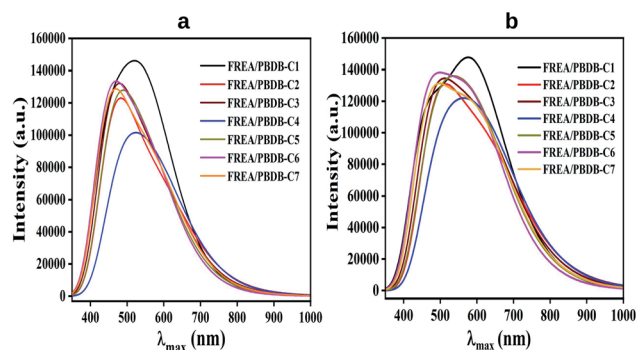 a
160000
140000
120000
100000
80000
60000
40000
20000
0
Intensity (a.u.)
FREA/PBDB-C1
FREA/PBDB-C2
FREA/PBDB-C3
FREA/PBDB-C4
FREA/PBDB-C5
FREA/PBDB-C6
FREA/PBDB-C7
400 500 600 700 800 900 1000
λmax (nm)
b
160000
140000
120000
100000
80000
60000
40000
20000
0
Intensity (a.u.)
FREA/PBDB-C1
FREA/PBDB-C2
FREA/PBDB-C3
FREA/PBDB-C4
FREA/PBDB-C5
FREA/PBDB-C6
FREA/PBDB-C7
400 500 600 700 800 900 1000
λmax (nm)